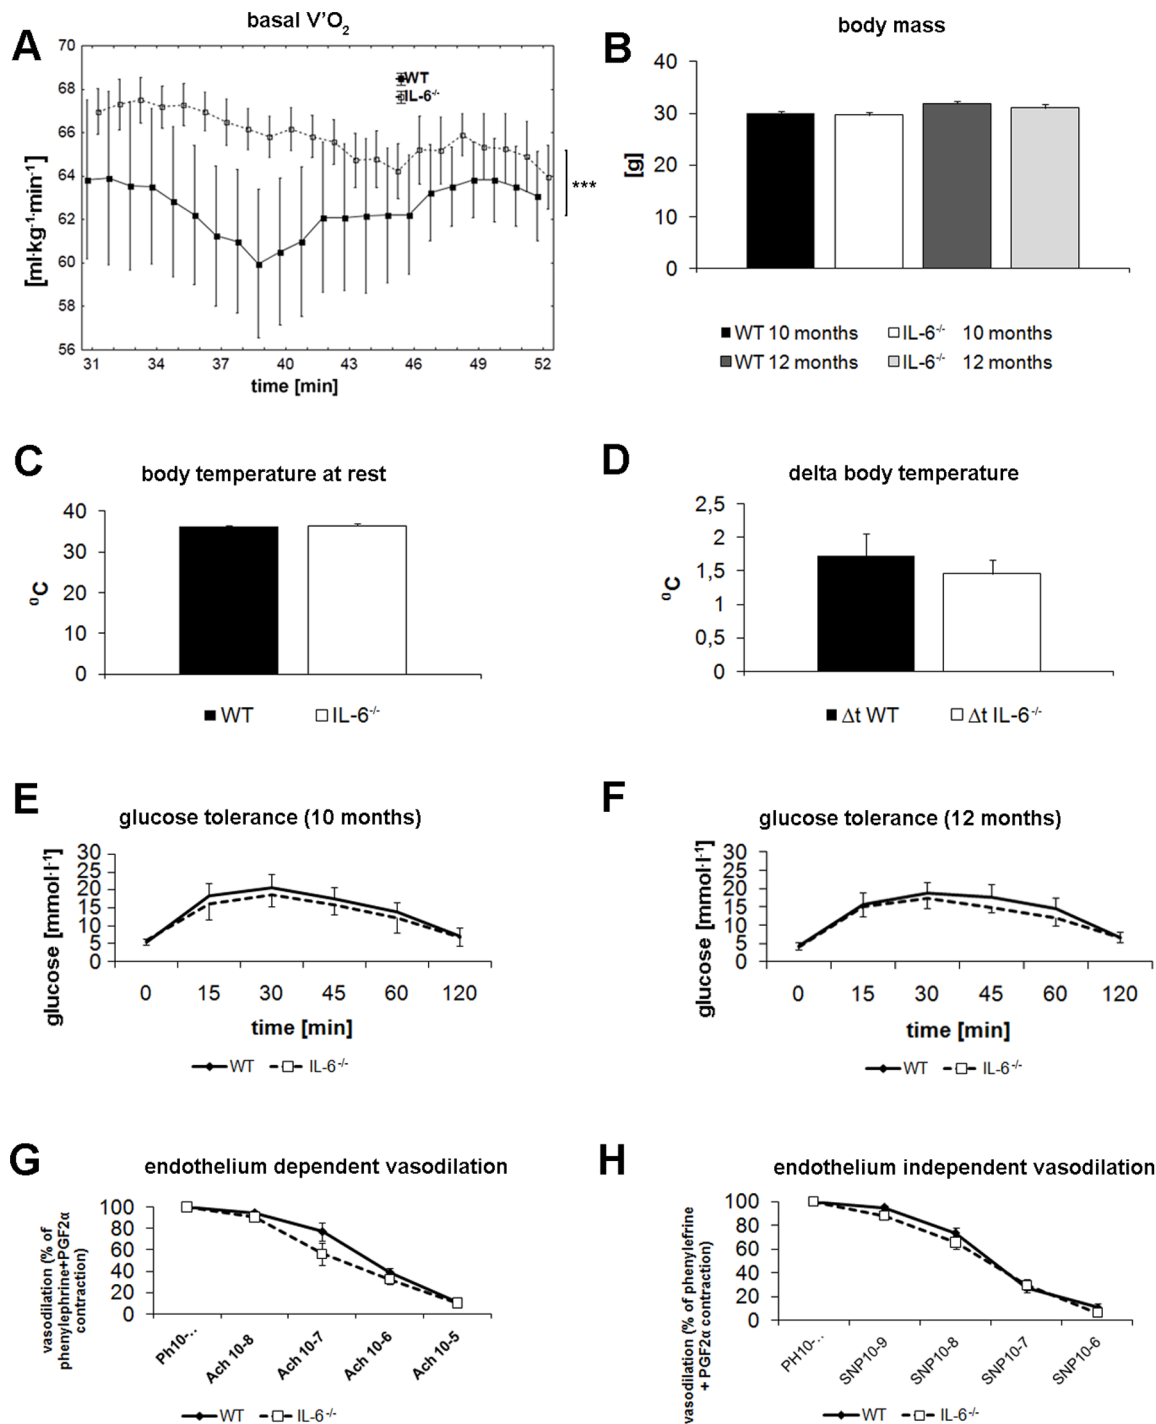 A
basal V'O2
70
68
66
64
62
60
58
56
[ml·kg-1·min-1]
WT
IL-6-/-
***
31 34 37 40 43 46 49 52
time [min]
B
body mass
40
30
20
10
0
[g]
WT 10 months IL-6-/- 10 months
WT 12 months IL-6-/- 12 months
C
body temperature at rest
40
30
20
10
0
ºC
WT IL-6-/-
D
delta body temperature
2,5
2
1,5
1
0,5
0
ºC
Δt WT Δt IL-6-/-
E
glucose tolerance (10 months)
glucose [mmol·l-1]
30
25
20
15
10
5
0
0 15 30 45 60 120
time [min]
WT IL-6-/-
F
glucose tolerance (12 months)
glucose [mmol·l-1]
30
25
20
15
10
5
0
0 15 30 45 60 120
time [min]
WT IL-6-/-
G
endothelium dependent vasodilation
vasodilation (% of
phenylephrine+PGF2α
contraction)
100
80
60
40
20
0
Ph10-.. Ach 10-8 Ach 10-7 Ach 10-6 Ach 10-5
WT IL-6-/-
H
endothelium independent vasodilation
vasodilation (% of phenylefrine
+ PGF2α contraction)
100
80
60
40
20
0
PH10-.. SNP10-9 SNP10-8 SNP10-7 SNP10-6
WT IL-6-/-